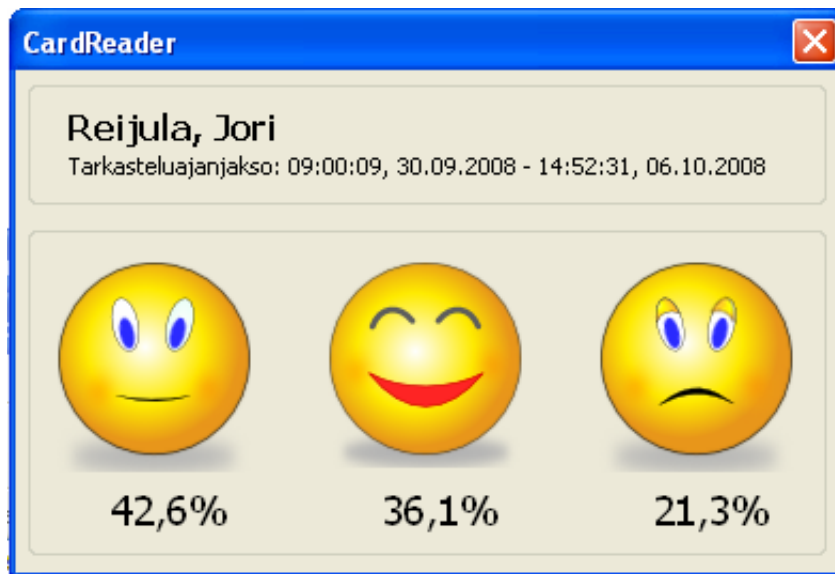 CardReader
Reijula, Jori
Tarkasteluajanjakso: 09:00:09, 30.09.2008 - 14:52:31, 06.10.2008
42,6% 36,1% 21,3%